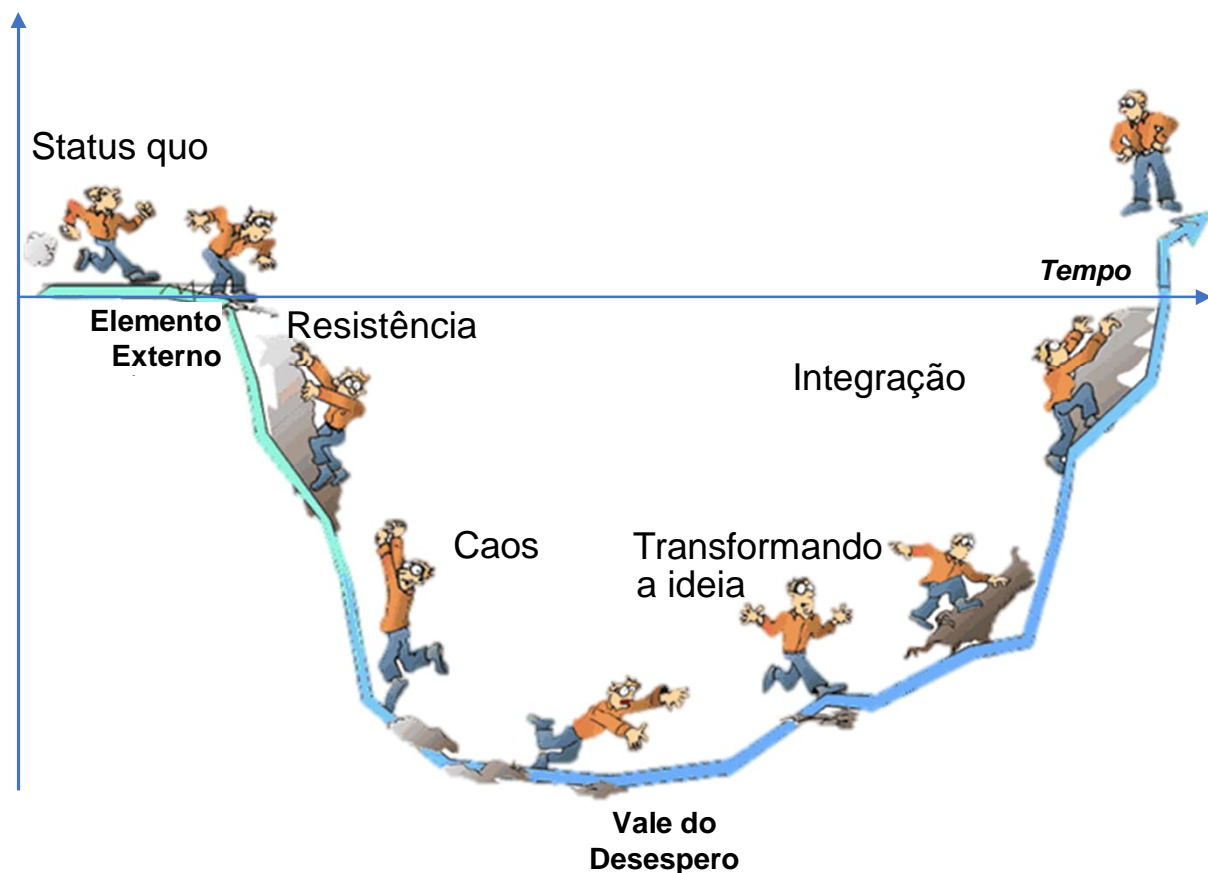 Status quo
Tempo
Elemento
Externo
Resistência
Integração
Caos
Transformando
a ideia
Vale do
Desespero